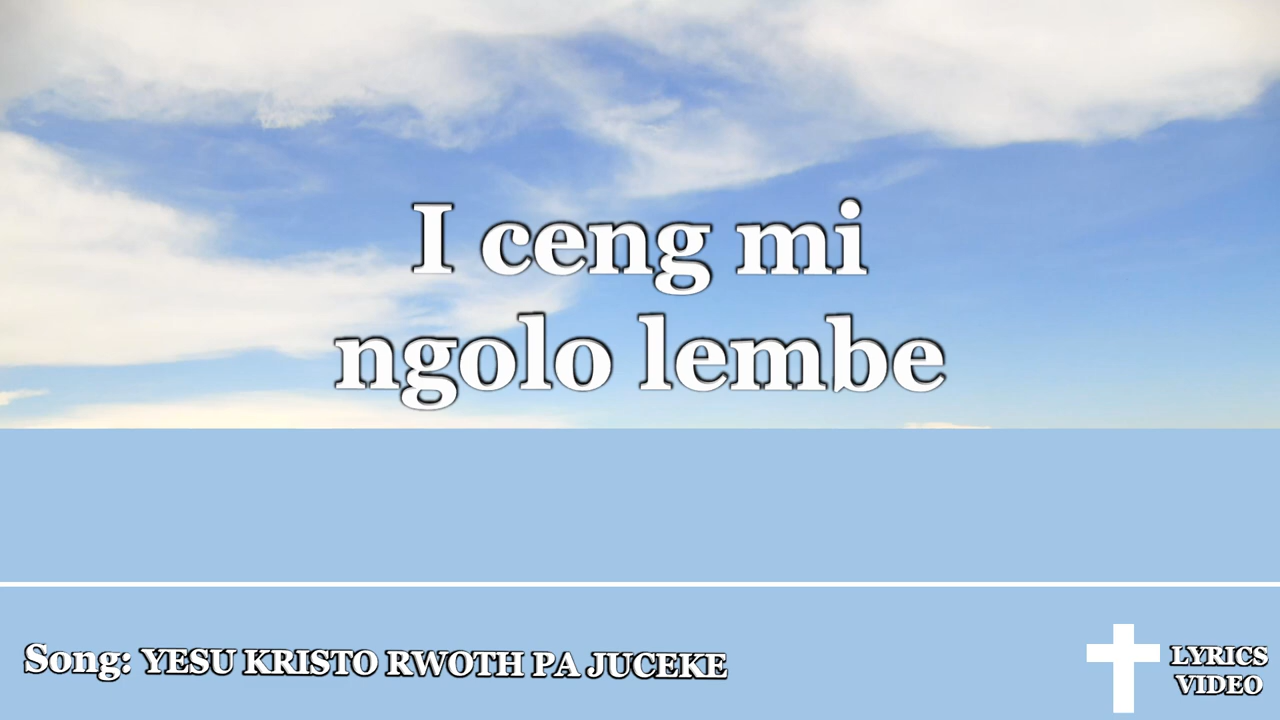 I ceng mi
ngolo lembe
Song: YESU KRISTO RWOTH PA JUCEKE
LYRICS
VIDEO